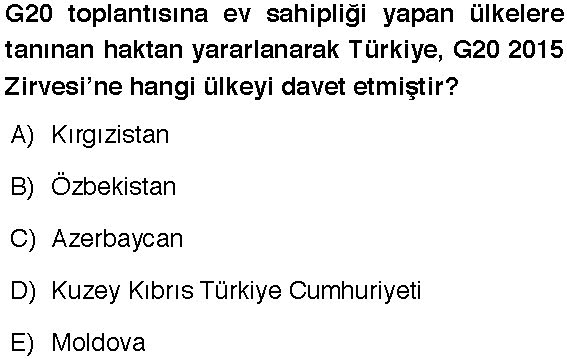 G20 toplantısına ev sahipliği yapan ülkelere
tanınan haktan yararlanarak Türkiye, G20 2015
Zirvesi’ne hangi ülkeyi davet etmiştir?
A) Kırgızistan
B) Özbekistan
C) Azerbaycan
D) Kuzey Kıbrıs Türkiye Cumhuriyeti
E) Moldova